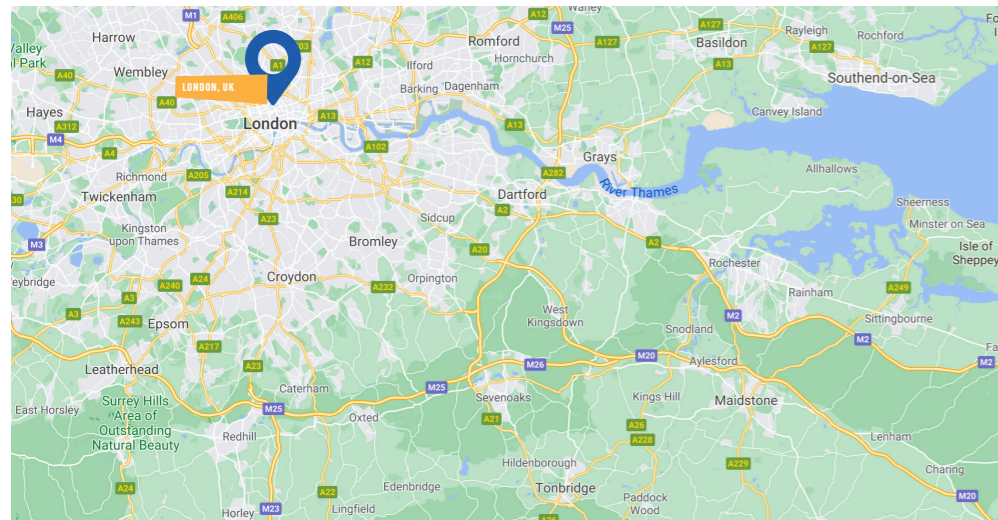 M1
A406
A12
Warley
M25
A127
Rayleigh
Rochford
Harrow
Romford
Basildon
A127
Hornchurch
A13
A1
A12
Ilford
Wembley
A40
LONDON, UK
A40
Barking
Dagenham
Southend-on-Sea
Canvey Island
Hayes
A312
London
A13
A13
M4
A4
A102
Grays
A282
River Thames
Allhallows
Richmond
A205
A214
Twickenham
Dartford
A2
Sheerness
Minster on Sea
Isle of
Sheppey
M3
Kingston
upon Thames
A23
Sidcup
Bromley
A20
A2
Rochester
A24
A240
Croydon
Orpington
A232
Rainham
A249
A3
A3
A243
Epsom
West
Kingsdown
M2
Sittingbourne
Snodland
M2
M2
A217
Leatherhead
A23
M26
M20
Aylesford
M25
Caterham
Sevenoaks
Kings Hill
Maidstone
East Horsley
Surrey Hills
Area of
Outstanding
Natural Beauty
M25
Oxted
A21
Redhill
A26
A228
Lenham
Hildenborough
A229
Charing
A24
A22
Edenbridge
Tonbridge
Paddock
Wood
M20
Horley
M23
Lingfield
A26